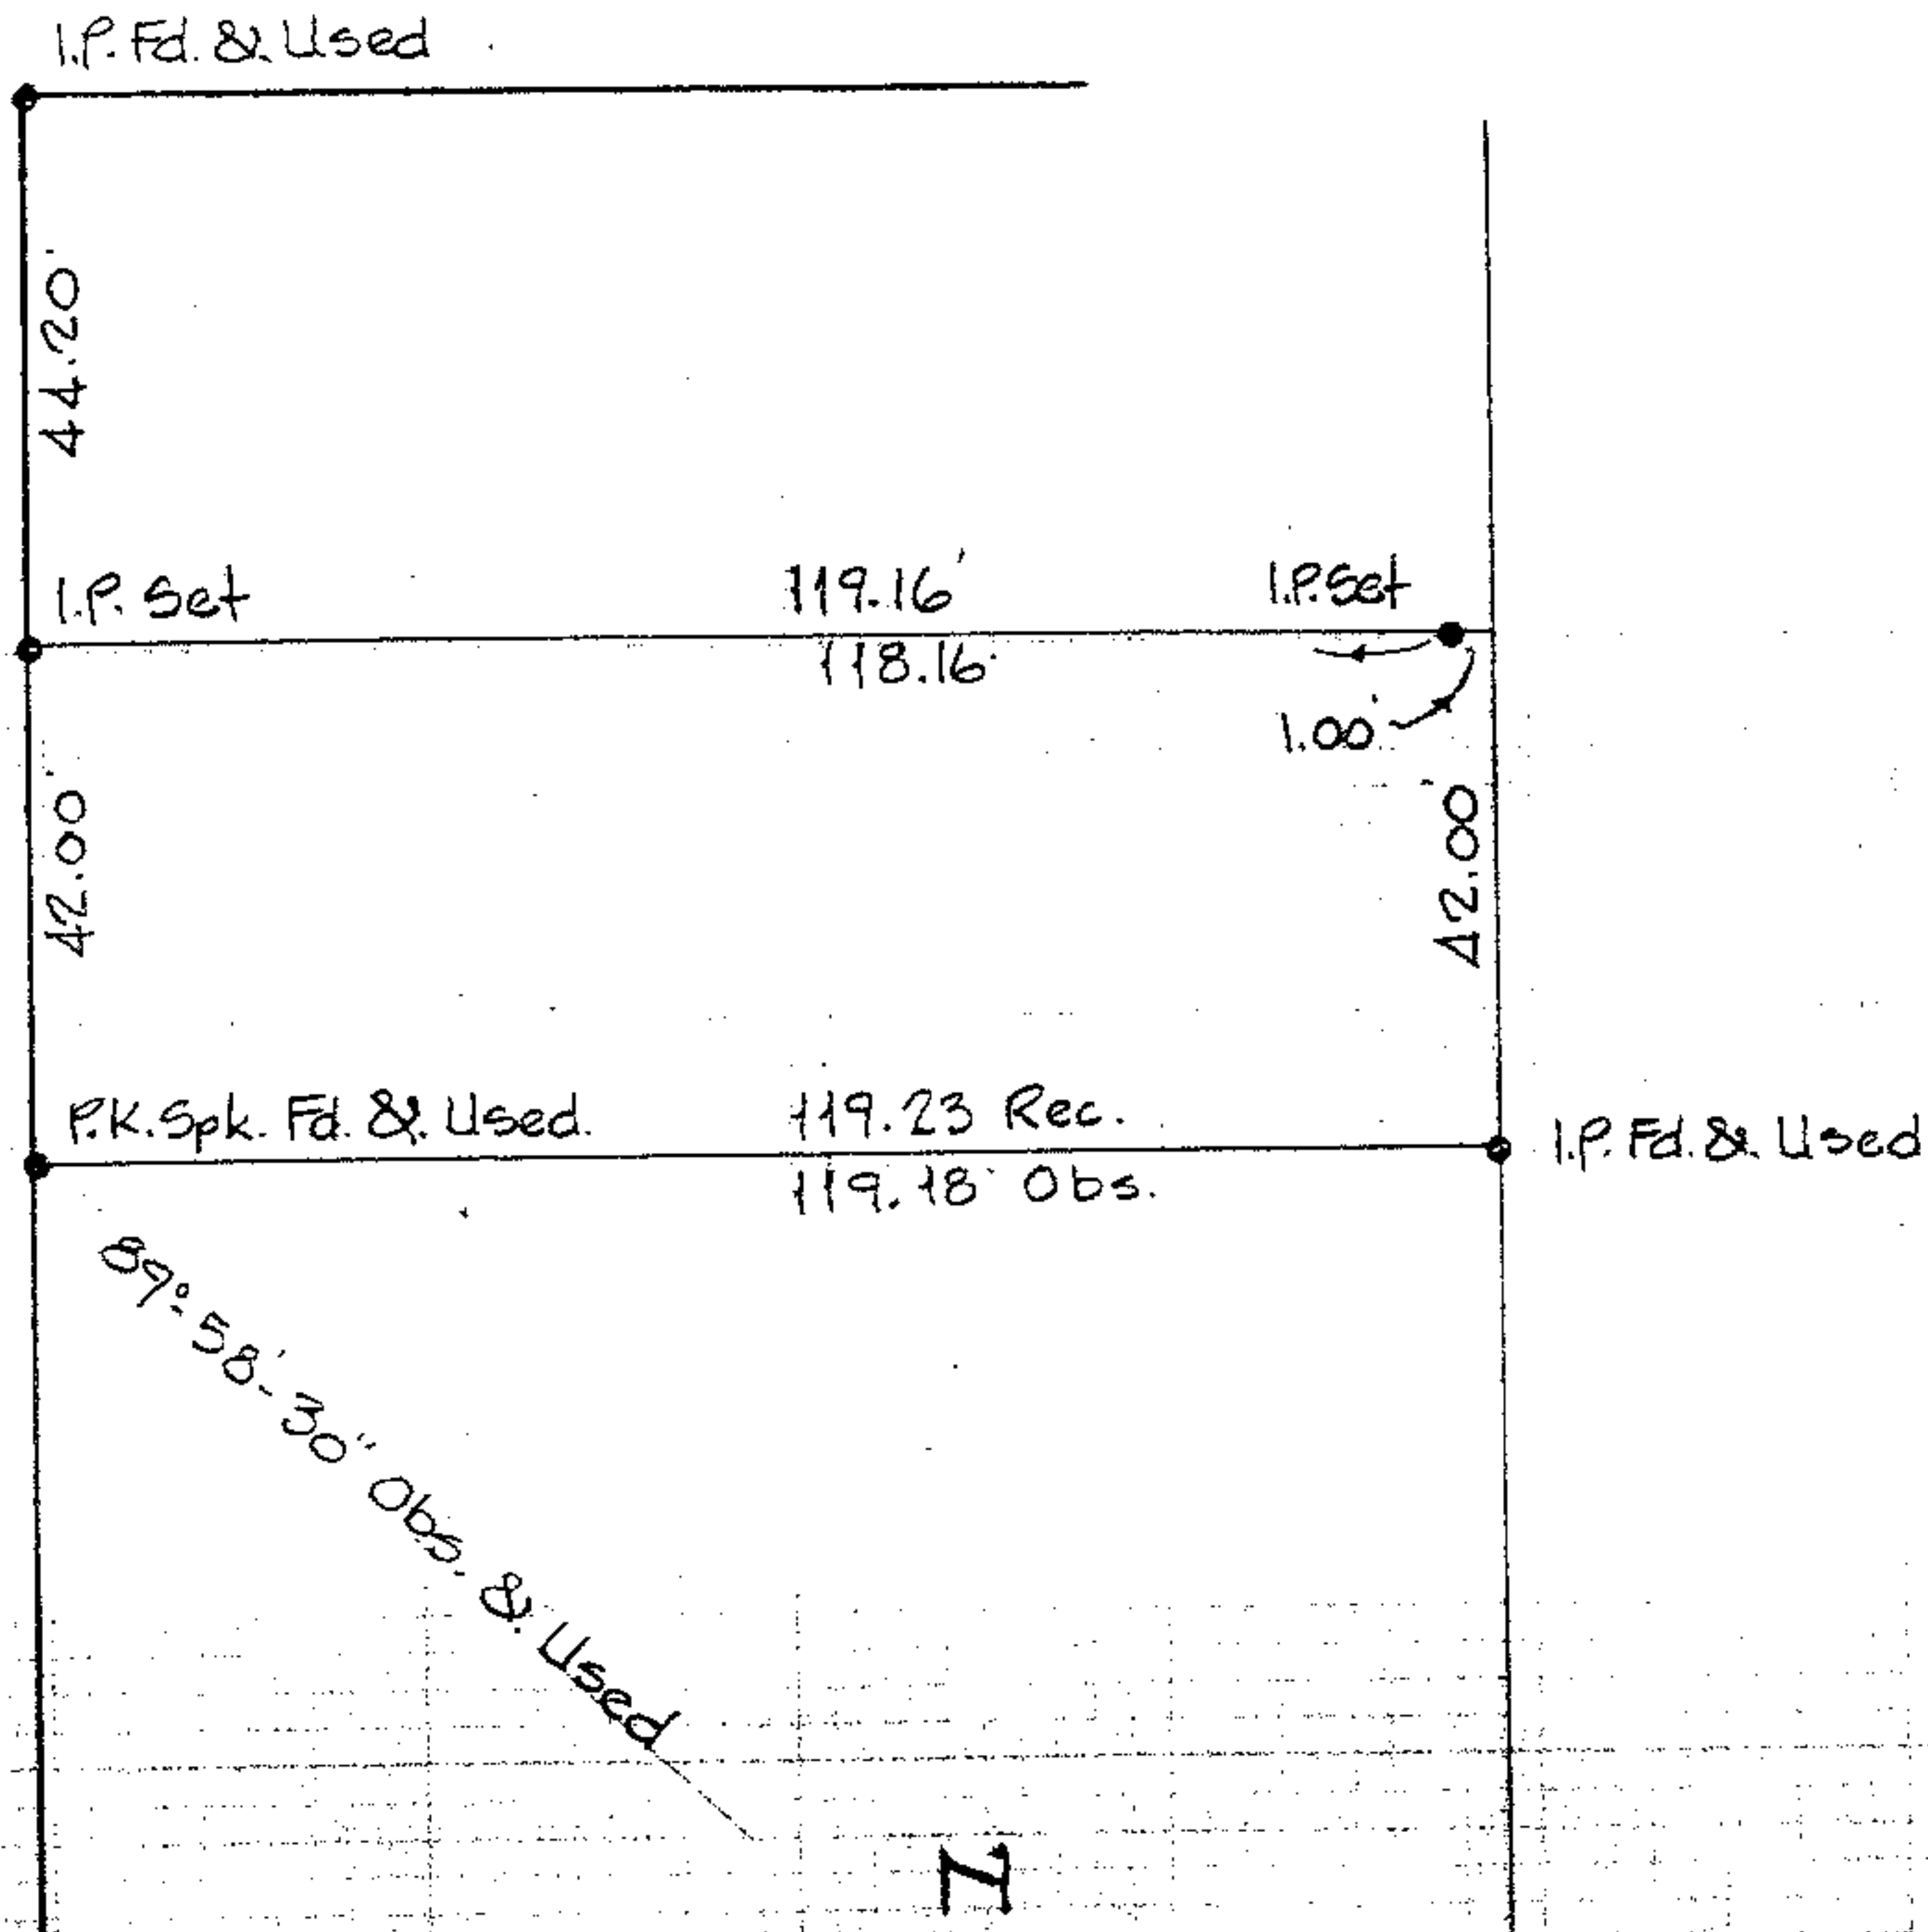 I.P. Fd. & Used
44.20'
I.P. Set
119.16'
118.16'
I.P. Set
1.00'
42.00'
42.00'
P.K. Spk. Fd. & Used.
119.23 Rec.
119.18' Obs.
I.P. Fd. & Used
89°-58'-30" Obs. & Used
N